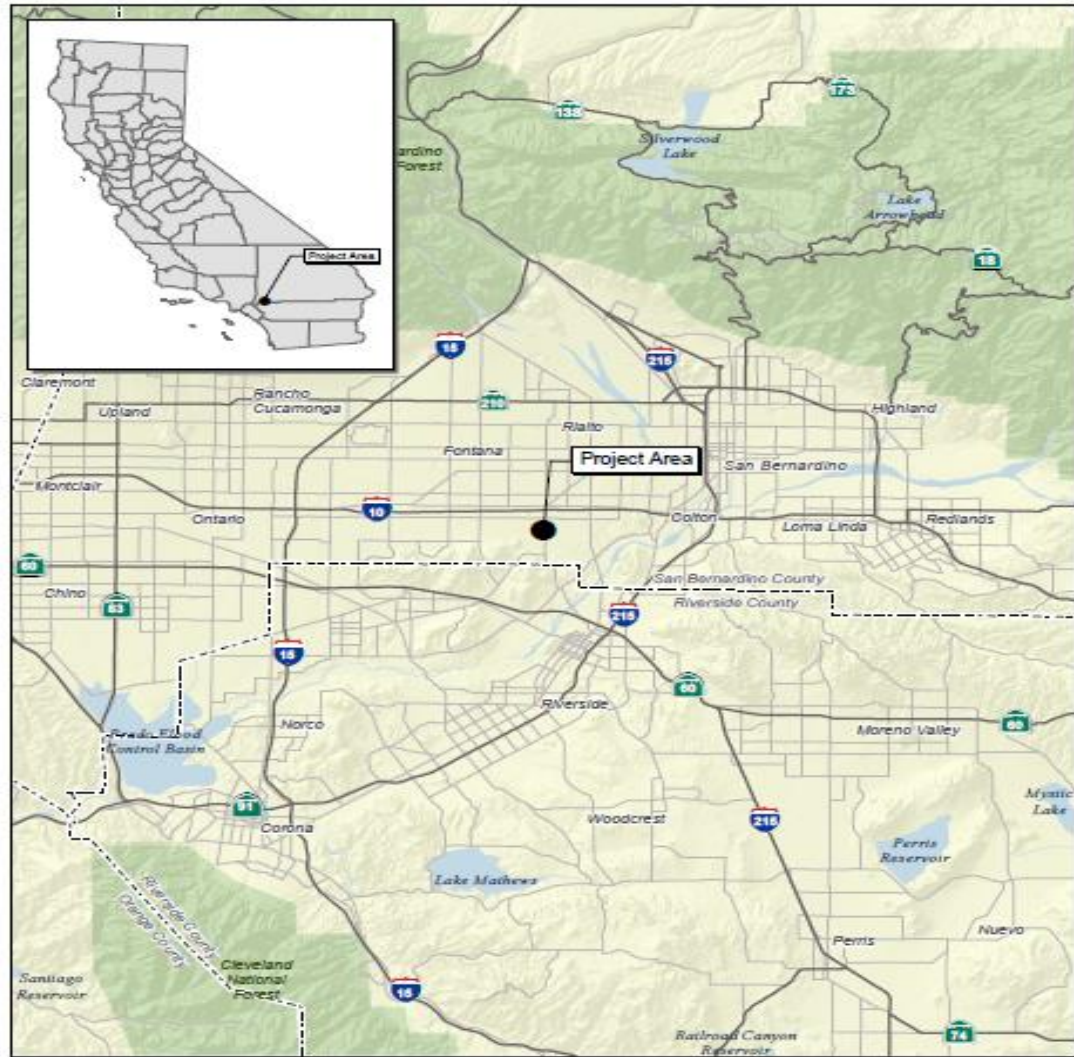 138
173
Silverwood
Lake
ardino
Forest
Lake
Arrowhead
Project Area
18
15
215
Claremont
Rancho
Cucamonga
210
Upland
Highland
Rialto
Fontana
Project Area
San Bernardino
Montclair
10
Ontario
Colton
Loma Linda
Redlands
60
Chino
San Bernardino County
Riverside County
83
215
15
60
Riverside
Norco
Moreno Valley
60
Prado Flood
Control Basin
Mystic
Lake
91
Corona
Woodcrest
215
Perris
Reservoir
Lake Mathews
Riverside County
Orange County
Nuevo
Perris
Cleveland
National
Forest
Santiago
Reservoir
15
Railroad Canyon
Reservoir
74